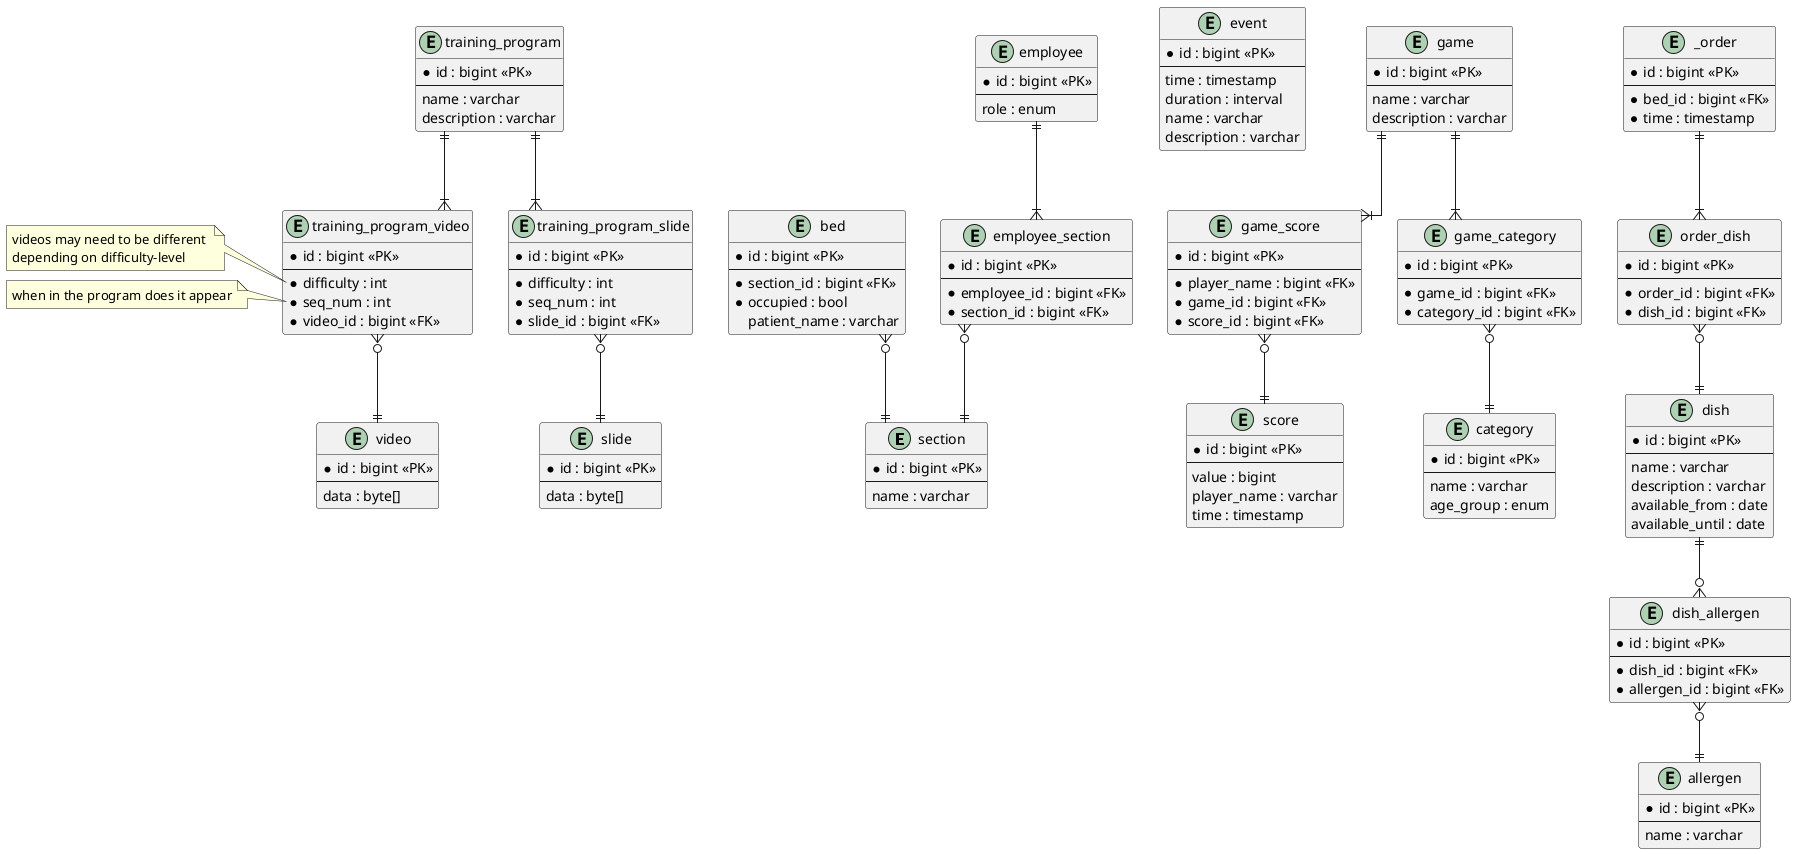 training_program
* id : bigint «PK»
name : varchar
description : varchar
employee
* id : bigint «PK»
role : enum
event
* id : bigint «PK»
time : timestamp
duration : interval
name : varchar
description : varchar
game
* id : bigint «PK»
name : varchar
description : varchar
_order
* id : bigint «PK»
* bed_id : bigint «FK»
* time : timestamp
videos may need to be different
depending on difficulty-level
when in the program does it appear
training_program_video
* id : bigint «PK»
* difficulty : int
* seq_num : int
* video_id : bigint «FK»
training_program_slide
* id : bigint «PK»
* difficulty : int
* seq_num : int
* slide_id : bigint «FK»
bed
* id : bigint «PK»
* section_id : bigint «FK»
* occupied : bool
patient_name : varchar
employee_section
* id : bigint «PK»
* employee_id : bigint «FK»
* section_id : bigint «FK»
game_score
* id : bigint «PK»
* player_name : bigint «FK»
* game_id : bigint «FK»
* score_id : bigint «FK»
game_category
* id : bigint «PK»
* game_id : bigint «FK»
* category_id : bigint «FK»
order_dish
* id : bigint «PK»
* order_id : bigint «FK»
* dish_id : bigint «FK»
video
* id : bigint «PK»
data : byte[]
slide
* id : bigint «PK»
data : byte[]
section
* id : bigint «PK»
name : varchar
score
* id : bigint «PK»
value : bigint
player_name : varchar
time : timestamp
category
* id : bigint «PK»
name : varchar
age_group : enum
dish
* id : bigint «PK»
name : varchar
description : varchar
available_from : date
available_until : date
dish_allergen
* id : bigint «PK»
* dish_id : bigint «FK»
* allergen_id : bigint «FK»
allergen
* id : bigint «PK»
name : varchar